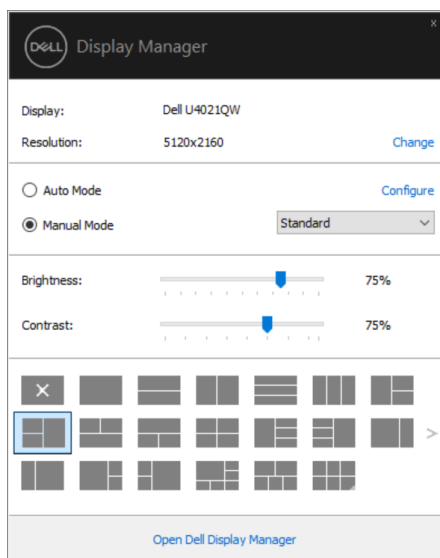 DELL Display Manager
Display: Dell U4021QW
Resolution: 5120x2160 Change
Auto Mode Configure
Manual Mode Standard
Brightness: 75%
Contrast: 75%
Open Dell Display Manager